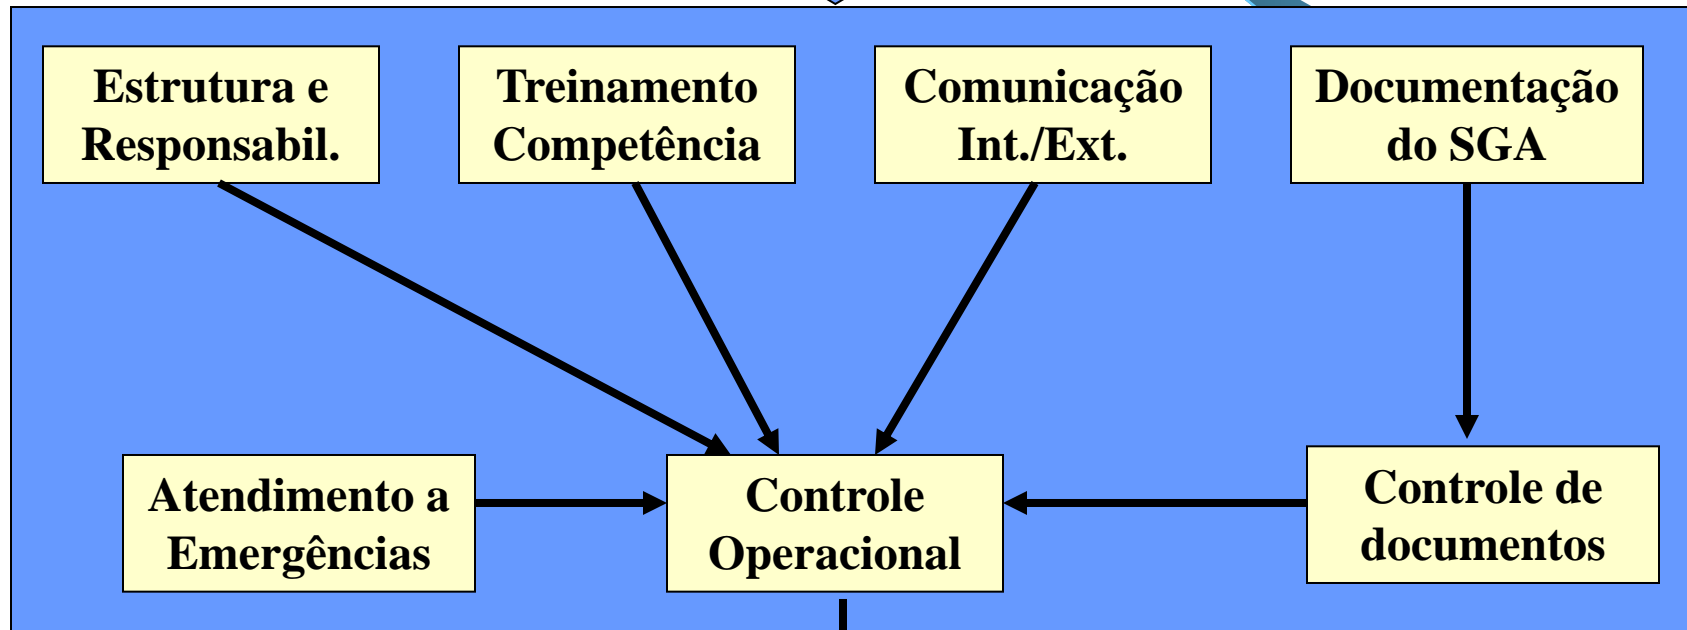 Estrutura e
Responsabil.
Treinamento
Competência
Comunicação
Int./Ext.
Documentação
do SGA
Atendimento a
Emergências
Controle
Operacional
Controle de
documentos